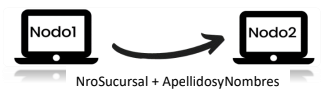 Nodo1
Nodo2
NroSucursal + ApellidosyNombres